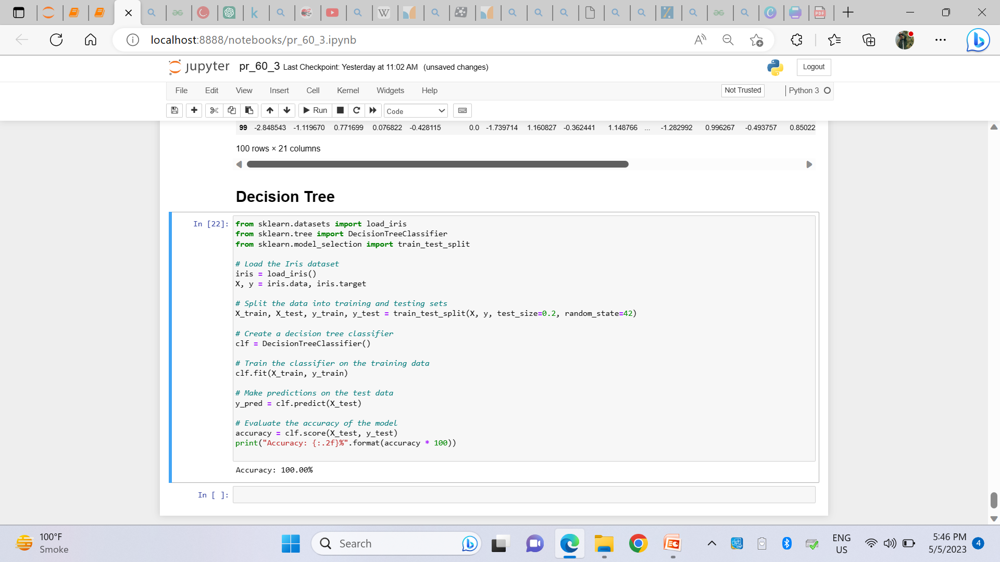 localhost:8888/notebooks/pr_60_3.ipynb
jupyter pr_60_3 Last Checkpoint: Yesterday at 11:02 AM (unsaved changes)
Logout
File Edit View Insert Cell Kernel Widgets Help
Not Trusted Python 3
Run Code
99 -2.848543 -1.119670 0.771699 0.076822 -0.428115 0.0 -1.739714 1.160827 -0.362441 1.148766 ... -1.282992 0.996267 -0.493757 0.85022
100 rows × 21 columns
Decision Tree
In [22]:
from sklearn.datasets import load_iris
from sklearn.tree import DecisionTreeClassifier
from sklearn.model_selection import train_test_split
# Load the Iris dataset
iris = load_iris()
X, y = iris.data, iris.target
# Split the data into training and testing sets
X_train, X_test, y_train, y_test = train_test_split(X, y, test_size=0.2, random_state=42)
# Create a decision tree classifier
clf = DecisionTreeClassifier()
# Train the classifier on the training data
clf.fit(X_train, y_train)
# Make predictions on the test data
y_pred = clf.predict(X_test)
# Evaluate the accuracy of the model
accuracy = clf.score(X_test, y_test)
print("Accuracy: {:.2f}%".format(accuracy * 100))
Accuracy: 100.00%
In [ ]:
100°F
Smoke
Search
ENG
US
5:46 PM
5/5/2023
4